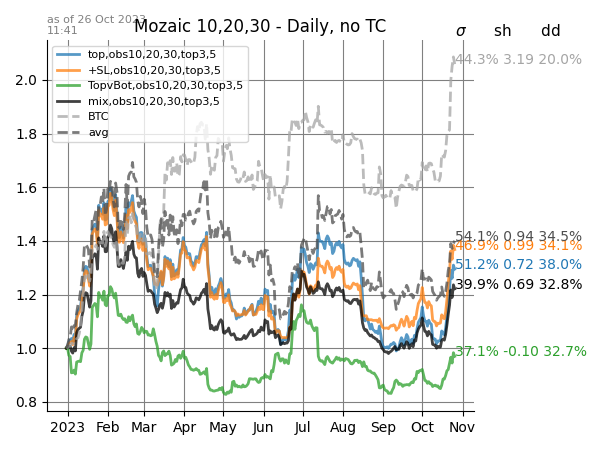 as of 26 Oct 2023
11:41
Mozaic 10,20,30 - Daily, no TC
σ sh dd
top,obs10,20,30,top3,5
+SL,obs10,20,30,top3,5
TopvBot,obs10,20,30,top3,5
mix,obs10,20,30,top3,5
BTC
avg
44.3% 3.19 20.0%
54.1% 0.94 34.5%
46.9% 0.99 34.1%
51.2% 0.72 38.0%
39.9% 0.69 32.8%
37.1% -0.10 32.7%
2.0
1.8
1.6
1.4
1.2
1.0
0.8
2023 Feb Mar Apr May Jun Jul Aug Sep Oct Nov